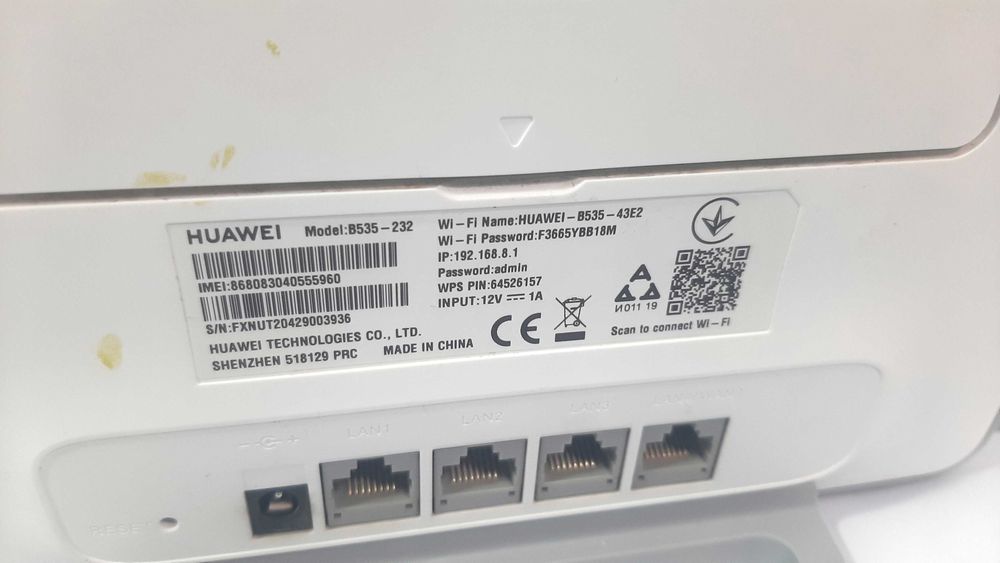 HUAWEI Model:B535-232
IMEI:868083040555960
S/N:FXNUT20429003936
HUAWEI TECHNOLOGIES CO., LTD.
SHENZHEN 518129 PRC MADE IN CHINA
Wi-Fi Name:HUAWEI-B535-43E2
Wi-Fi Password:F3665YBB18M
IP:192.168.8.1
Password:admin
WPS PIN:64526157
INPUT:12V 1A
CE
И011 19
Scan to connect Wi-Fi
LAN1
LAN2
LAN3
LAN4/WAN
RESET